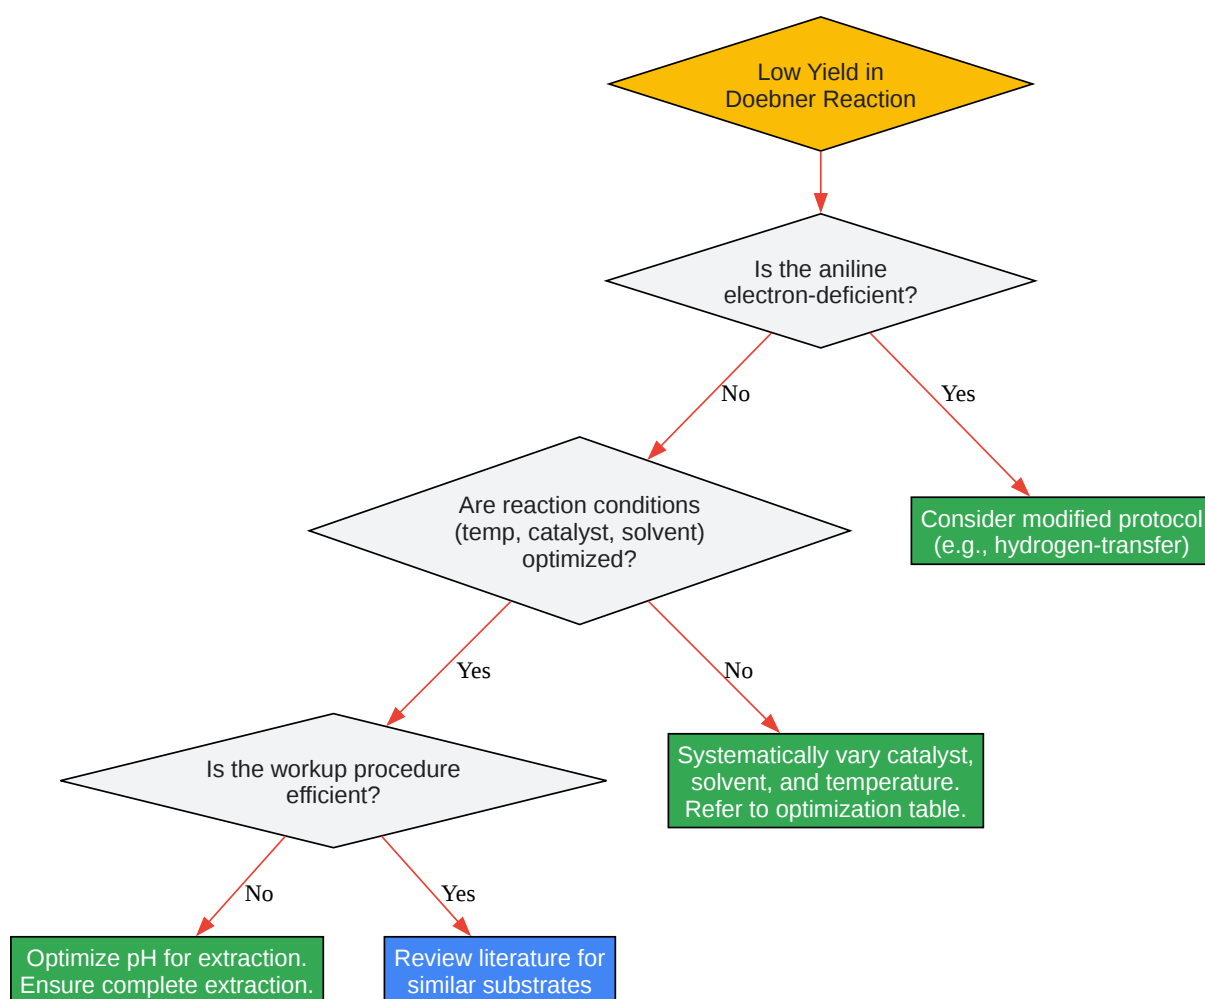 Low Yield in
Doebner Reaction
Is the aniline
electron-deficient?
No
Yes
Are reaction conditions
(temp, catalyst, solvent)
optimized?
Consider modified protocol
(e.g., hydrogen-transfer)
Yes
No
Is the workup procedure
efficient?
Systematically vary catalyst,
solvent, and temperature.
Refer to optimization table.
No
Yes
Optimize pH for extraction.
Ensure complete extraction.
Review literature for
similar substrates